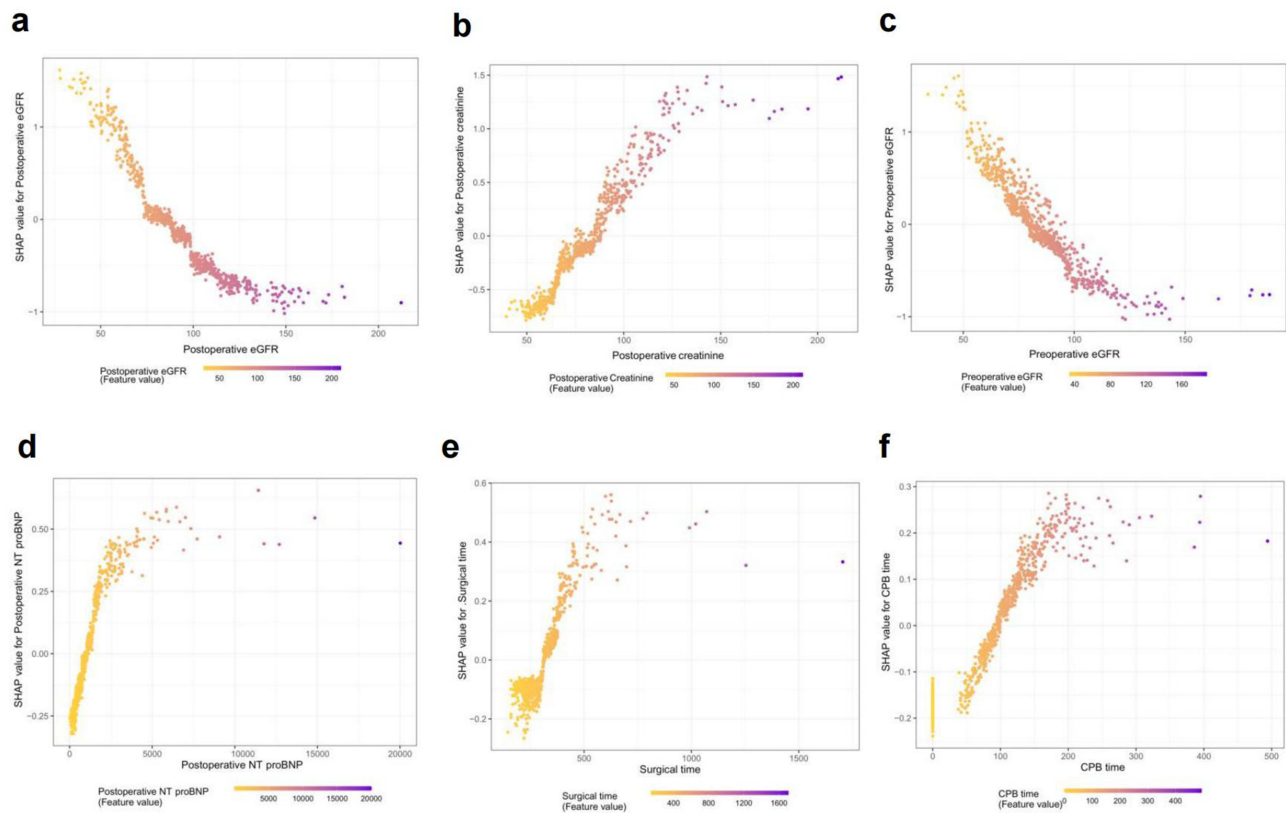 a
SHAP value for Postoperative eGFR
1
0
−1
50
100
150
200
Postoperative eGFR
Postoperative eGFR
(Feature value)
50
100
150
200
b
SHAP value for Postoperative creatinine
1.5
1.0
0.5
0.0
−0.5
50
100
150
200
Postoperative creatinine
Postoperative Creatinine
(Feature value)
50
100
150
200
c
SHAP value for Preoperative eGFR
1
0
−1
50
100
150
Preoperative eGFR
Preoperative eGFR
(Feature value)
40
80
120
160
d
SHAP value for Postoperative NT proBNP
0.50
0.25
0.00
−0.25
0
5000
10000
15000
20000
Postoperative NT proBNP
Postoperative NT proBNP
(Feature value)
5000
10000
15000
20000
e
SHAP value for .Surgical time
0.6
0.4
0.2
0.0
−0.2
500
1000
1500
Surgical time
Surgical time
(Feature value)
400
800
1200
1600
f
SHAP value for CPB time
0.3
0.2
0.1
0.0
−0.1
−0.2
0
100
200
300
400
500
CPB time
CPB time
(Feature value)
0
100
200
300
400